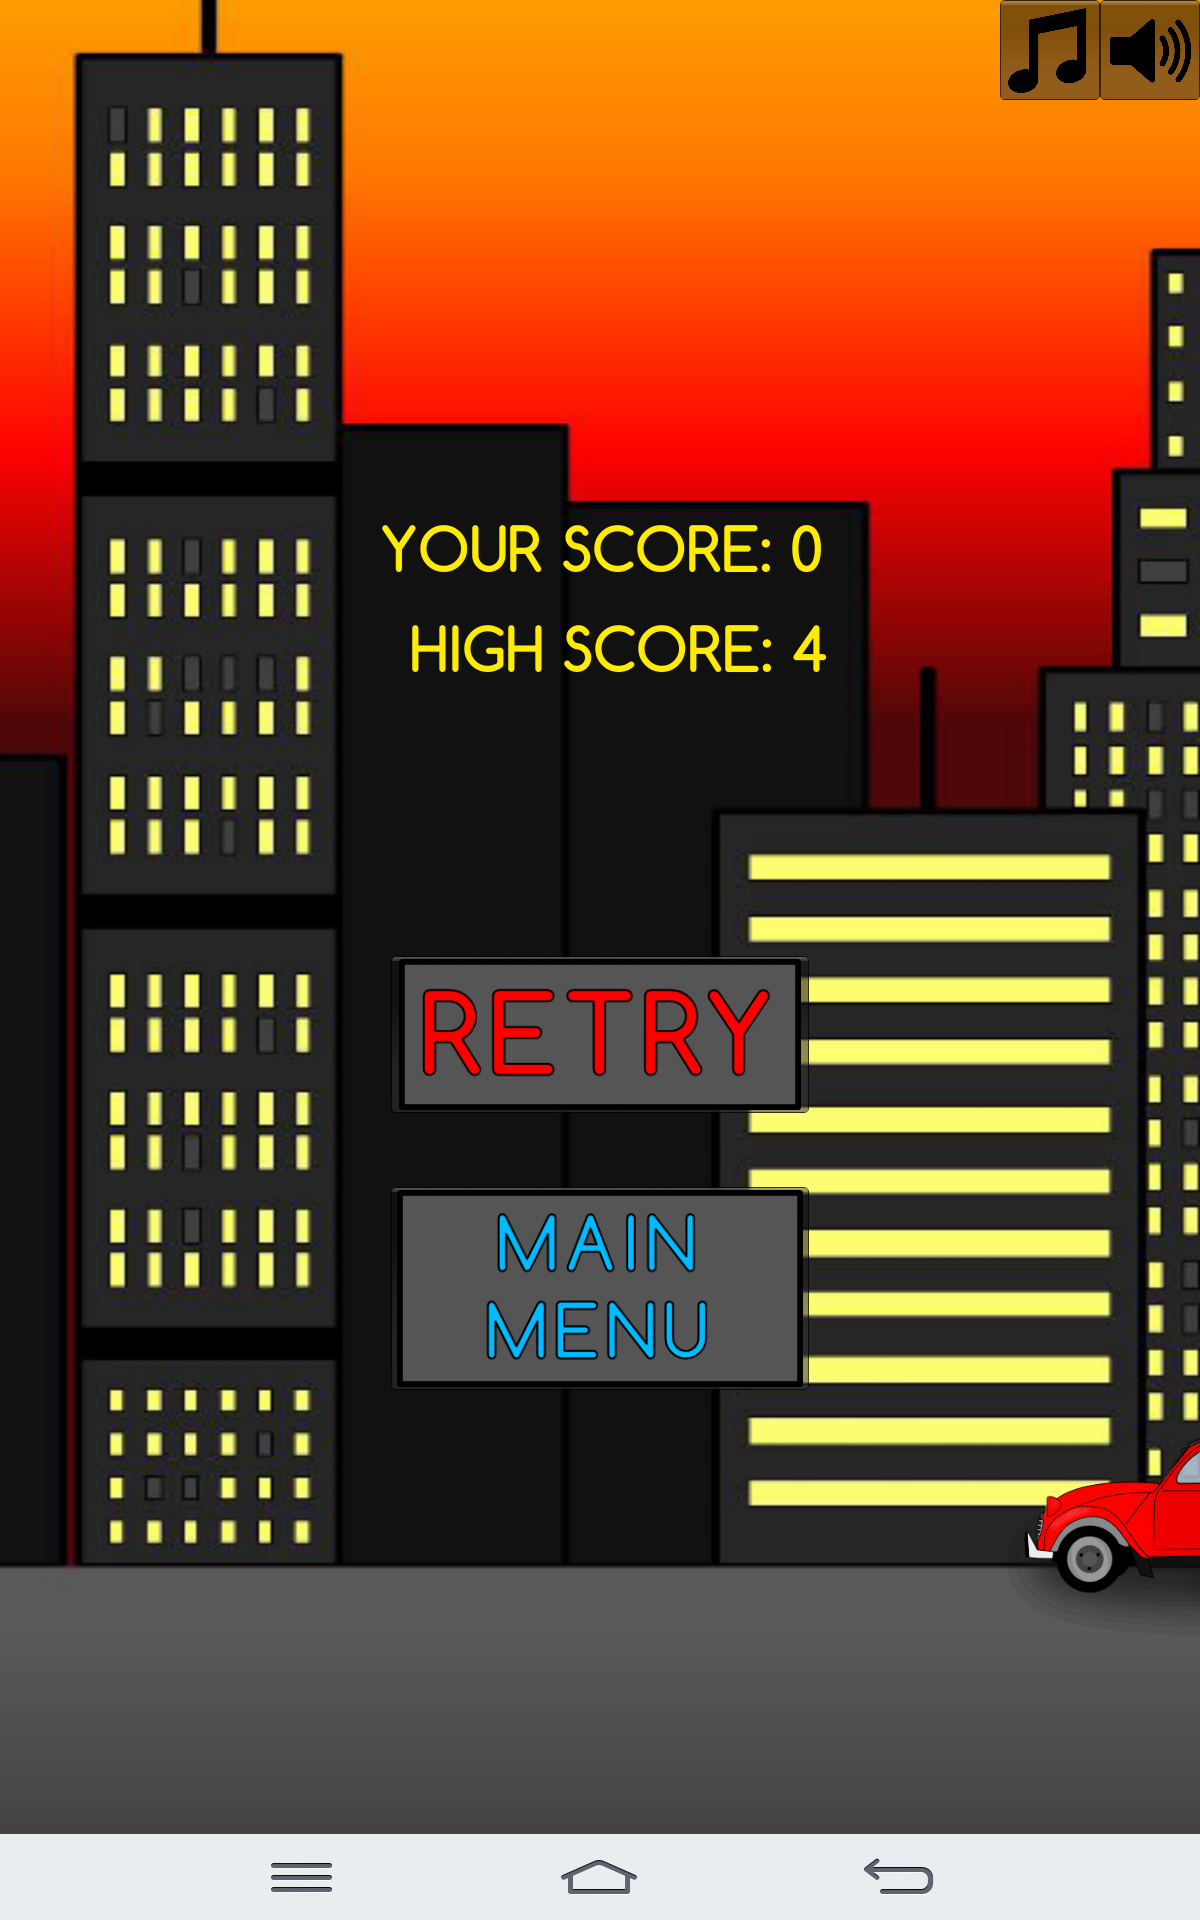 YOUR SCORE: 0
HIGH SCORE: 4
RETRY
MAIN
MENU